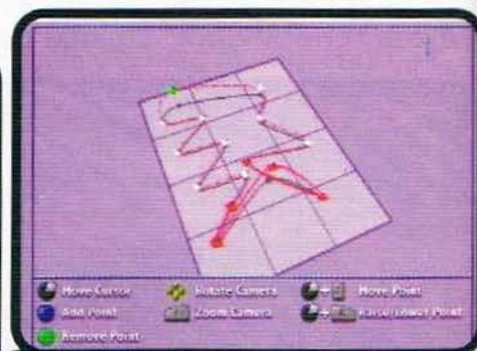 Move Cursor Rotate Camera + Move Point
Add Point Zoom Camera + Raise/Lower Point
Remove Point